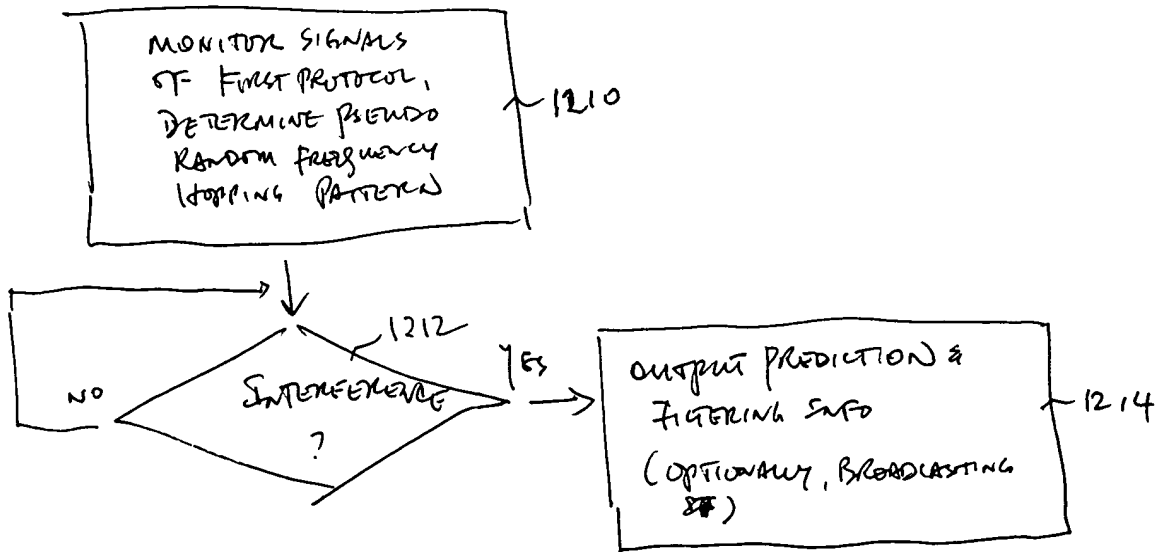 MONITOR SIGNALS
OF FIRST PROTOCOL,
DETERMINE PSEUDO
RANDOM FREQUENCY
HOPPING PATTERN
1210
1212
INTERFERENCE
?
NO
YES
OUTPUT PREDICTION &
FILTERING INFO
(OPTIONALLY, BROADCASTING
)
1214